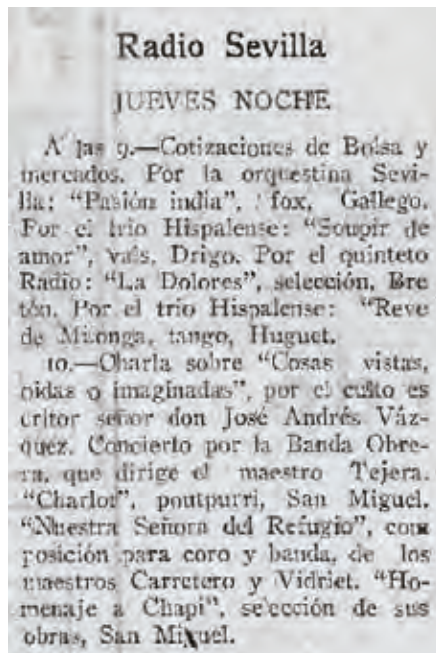 Radio Sevilla
JUEVES NOCHE
A las 9.—Cotizaciones de Bolsa y
mercados. Por la orquestina Sevi-
lla: "Pasión india", fox, Gallego.
Por el trio Hispalense: "Soupir de
amor", vals, Drigo. Por el quinteto
Radio: "La Dolores", selección, Bre
tón. Por el trio Hispalense: "Reve
de Milonga, tango, Huguet.
10.—Charla sobre "Cosas vistas,
oidas o imaginadas", por el culto es
critor señor don José Andrés Váz-
quez. Concierto por la Banda Obre-
ra, que dirige el maestro Tejera.
"Charlot", poutpurri, San Miguel.
"Nuestra Señora del Refugio", com
posición para coro y banda, de los
maestros Carretero y Vidriet. "Ho-
menaje a Chapi", selección de sus
obras, San Miguel.